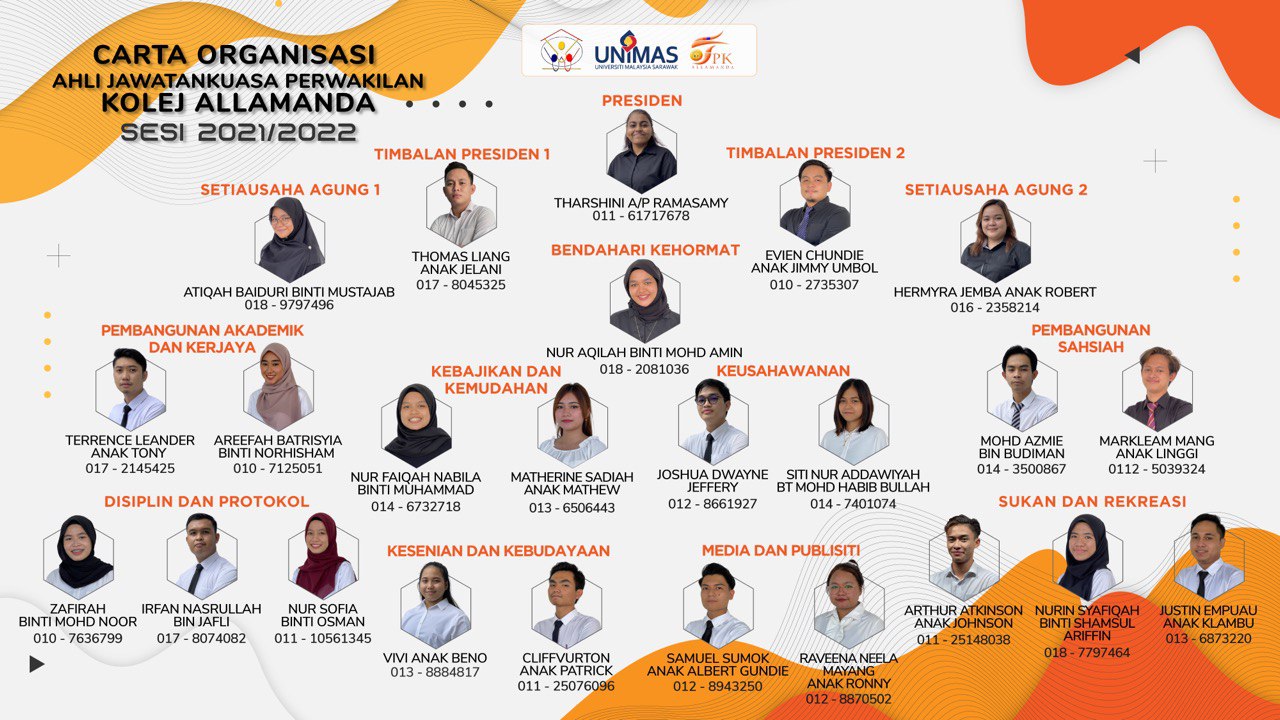 CARTA ORGANISASI
AHLI JAWATANKUASA PERWAKILAN
KOLEJ ALLAMANDA
SESI 2021/2022
UNIMAS
UNIVERSITI MALAYSIA SARAWAK
JPK
ALLAMANDA
PRESIDEN
THARSHINI A/P RAMASAMY
011 - 61717678
TIMBALAN PRESIDEN 1
THOMAS LIANG
ANAK JELANI
017 - 8045325
TIMBALAN PRESIDEN 2
EVIEN CHUNDIE
ANAK JIMMY UMBOL
010 - 2735307
SETIAUSAHA AGUNG 1
ATIQAH BAIDURI BINTI MUSTAJAB
018 - 9797496
SETIAUSAHA AGUNG 2
HERMYRA JEMBA ANAK ROBERT
016 - 2358214
BENDAHARI KEHORMAT
NUR AQILAH BINTI MOHD AMIN
018 - 2081036
PEMBANGUNAN AKADEMIK
DAN KERJAYA
TERRENCE LEANDER
ANAK TONY
017 - 2145425
AREEFAH BATRISYIA
BINTI NORHISHAM
010 - 7125051
KEBAJIKAN DAN
KEMUDAHAN
NUR FAIQAH NABILA
BINTI MUHAMMAD
014 - 6732718
MATHERINE SADIAH
ANAK MATHEW
013 - 6506443
KEUSAHAWANAN
JOSHUA DWAYNE
JEFFERY
012 - 8661927
SITI NUR ADDAWIYAH
BT MOHD HABIB BULLAH
014 - 7401074
PEMBANGUNAN
SAHSIAH
MOHD AZMIE
BIN BUDIMAN
014 - 3500867
MARKLEAM MANG
ANAK LINGGI
0112 - 5039324
DISIPLIN DAN PROTOKOL
ZAFIRAH
BINTI MOHD NOOR
010 - 7636799
IRFAN NASRULLAH
BIN JAFLI
017 - 8074082
NUR SOFIA
BINTI OSMAN
011 - 10561345
KESENIAN DAN KEBUDAYAAN
VIVI ANAK BENO
013 - 8884817
CLIFFVURTON
ANAK PATRICK
011 - 25076096
MEDIA DAN PUBLISITI
SAMUEL SUMOK
ANAK ALBERT GUNDIE
012 - 8943250
RAVEENA NEELA
MAYANG
ANAK RONNY
012 - 8870502
SUKAN DAN REKREASI
ARTHUR ATKINSON
ANAK JOHNSON
011 - 25148038
NURIN SYAFIQAH
BINTI SHAMSUL
ARIFFIN
018 - 7797464
JUSTIN EMPUAU
ANAK KLAMBU
013 - 6873220